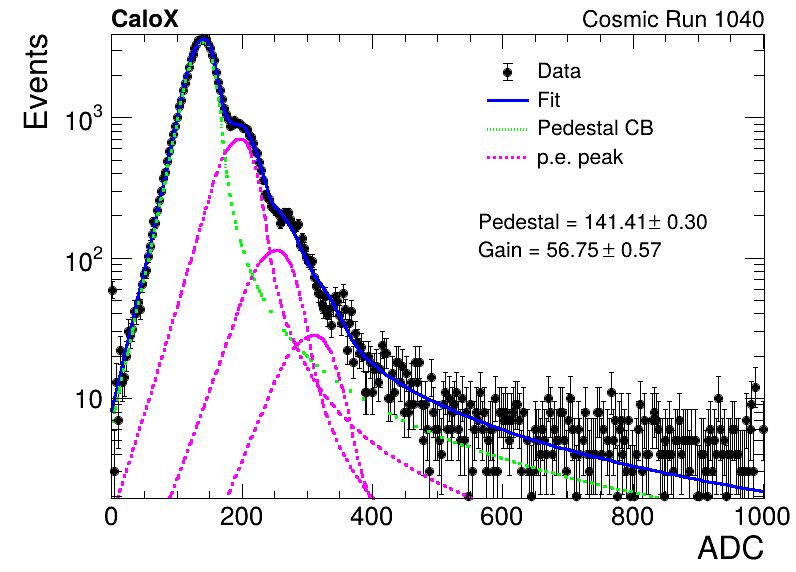 CaloX
Cosmic Run 1040
Events
10³
10²
10
Data
Fit
Pedestal CB
p.e. peak
Pedestal = 141.41± 0.30
Gain = 56.75 ± 0.57
0 200 400 600 800 1000
ADC